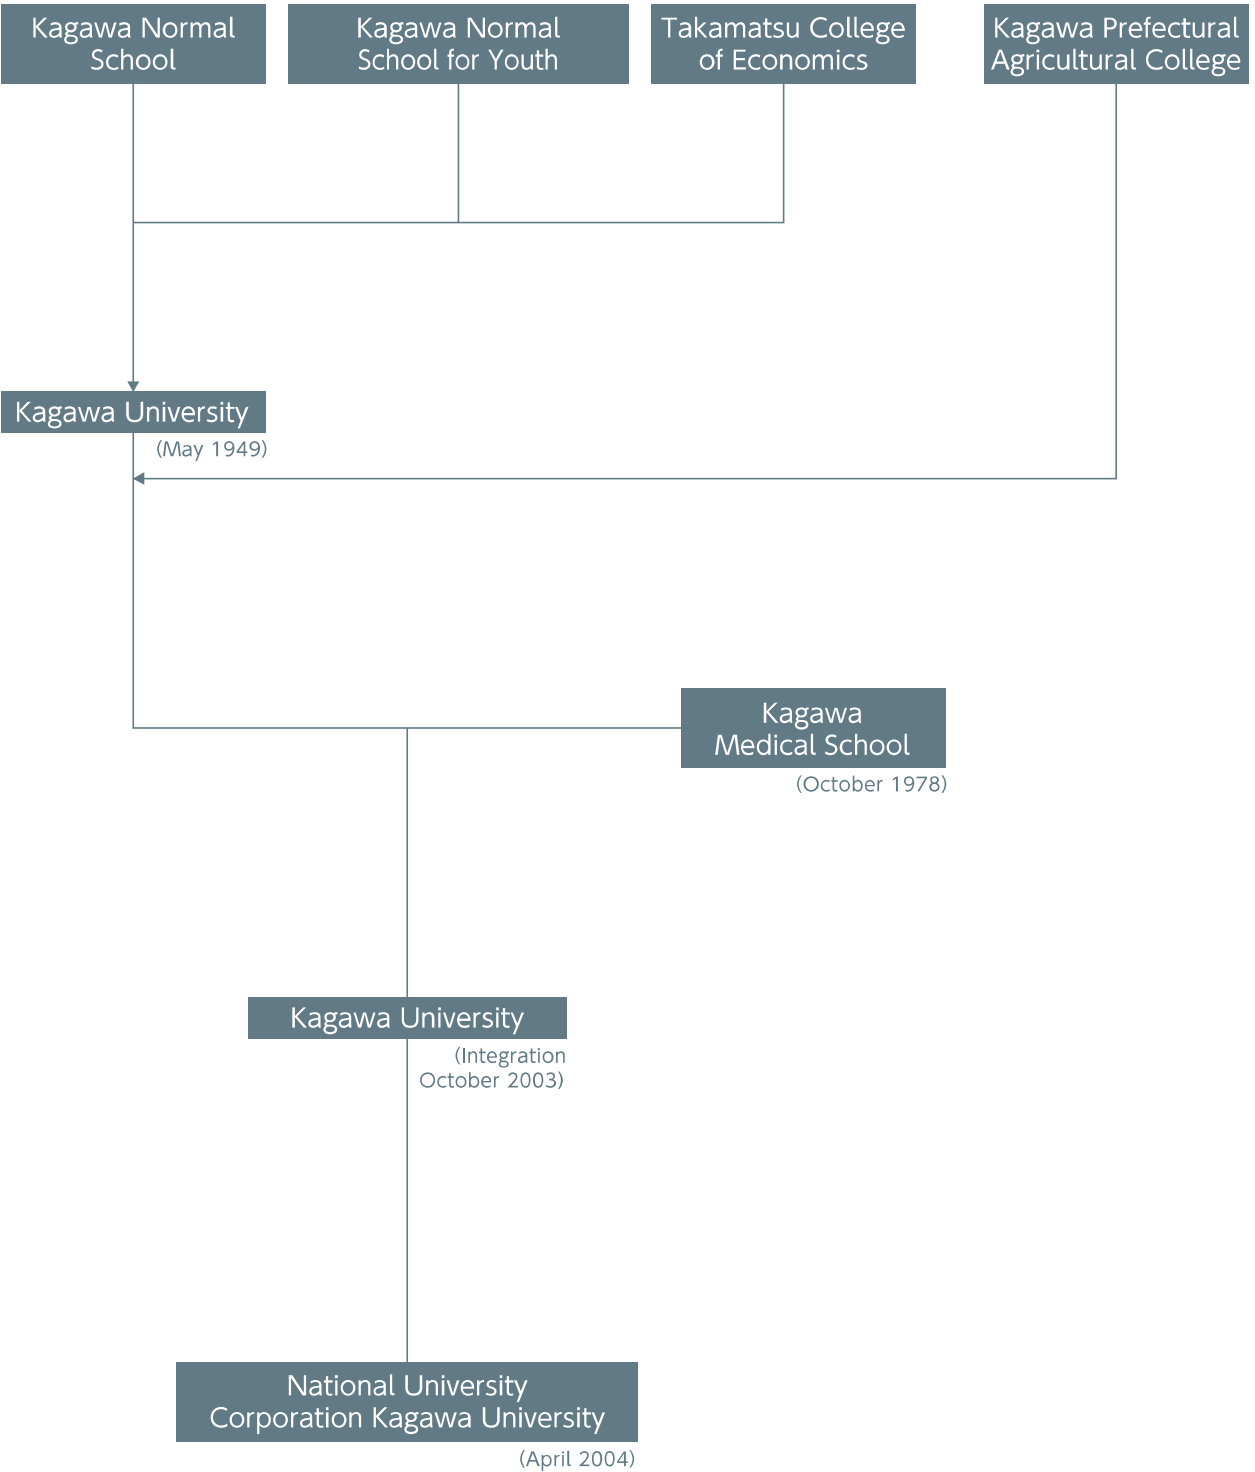 Kagawa Normal
School
Kagawa Normal
School for Youth
Takamatsu College
of Economics
Kagawa Prefectural
Agricultural College
Kagawa University
(May 1949)
Kagawa
Medical School
(October 1978)
Kagawa University
(Integration
October 2003)
National University
Corporation Kagawa University
(April 2004)